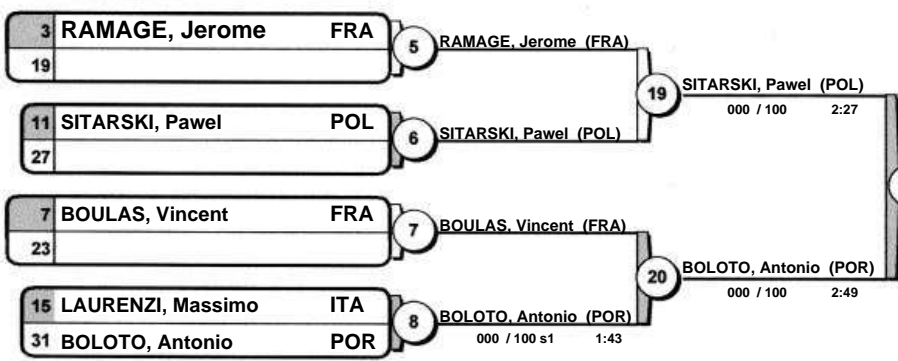 3 RAMAGE, Jerome FRA
19
5
RAMAGE, Jerome (FRA)
11 SITARSKI, Pawel POL
27
6
SITARSKI, Pawel (POL)
19
SITARSKI, Pawel (POL)
000 / 100 2:27
7 BOULAS, Vincent FRA
23
7
BOULAS, Vincent (FRA)
15 LAURENZI, Massimo ITA
31 BOLOTO, Antonio POR
8
BOLOTO, Antonio (POR)
000 / 100 s1 1:43
20
BOLOTO, Antonio (POR)
000 / 100 2:49